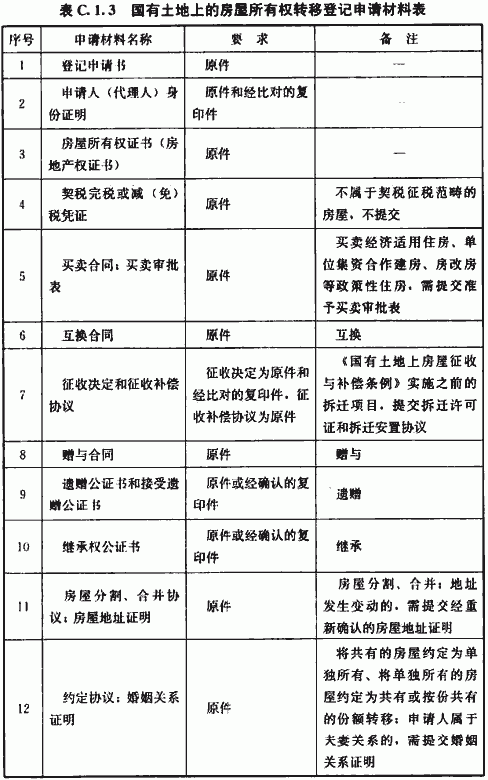 表 C.1.3 国有土地上的房屋所有权转移登记申请材料表
序号 申请材料名称 要 求 备 注
1 登记申请书 原件 —
2 申请人（代理人）身份证明 原件和经比对的复印件 —
3 房屋所有权证书（房地产权证书） 原件 —
4 契税完税或减（免）税凭证 原件 不属于契税征税范畴的房屋，不提交
5 买卖合同；买卖审批表 原件 买卖经济适用住房、单位集资合作建房、房改房等政策性住房，需提交准予买卖审批表
6 互换合同 原件 互换
7 征收决定和征收补偿协议 征收决定为原件和经比对的复印件，征收补偿协议为原件 《国有土地上房屋征收与补偿条例》实施之前的拆迁项目，提交拆迁许可证和拆迁安置协议
8 赠与合同 原件 赠与
9 遗赠公证书和接受遗赠公证书 原件或经确认的复印件 遗赠
10 继承权公证书 原件或经确认的复印件 继承
11 房屋分割、合并协议；房屋地址证明 原件 房屋分割、合并；地址发生变动的，需提交经重新确认的房屋地址证明
12 约定协议；婚姻关系证明 原件 将共有的房屋约定为单独所有、将单独所有的房屋约定为共有或按份共有的份额转移；申请人属于夫妻关系的，需提交婚姻关系证明